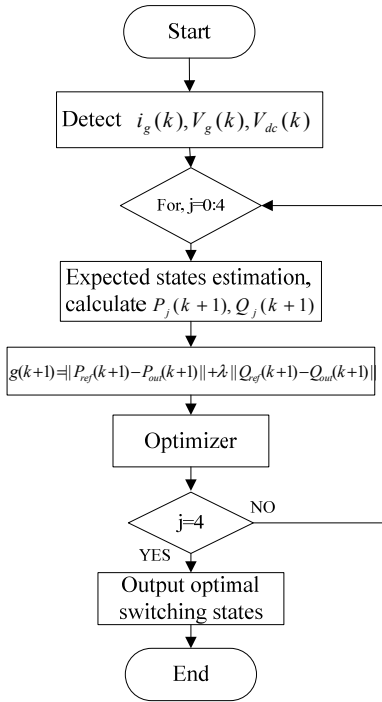 Start
Detect i_g(k),V_g(k),V_dc(k)
For, j=0:4
Expected states estimation,
calculate P_j(k+1),Q_j(k+1)
g(k+1)=||P_ref(k+1)−P_out(k+1)||+λ||Q_ref(k+1)−Q_out(k+1)||
Optimizer
j=4
NO
YES
Output optimal
switching states
End